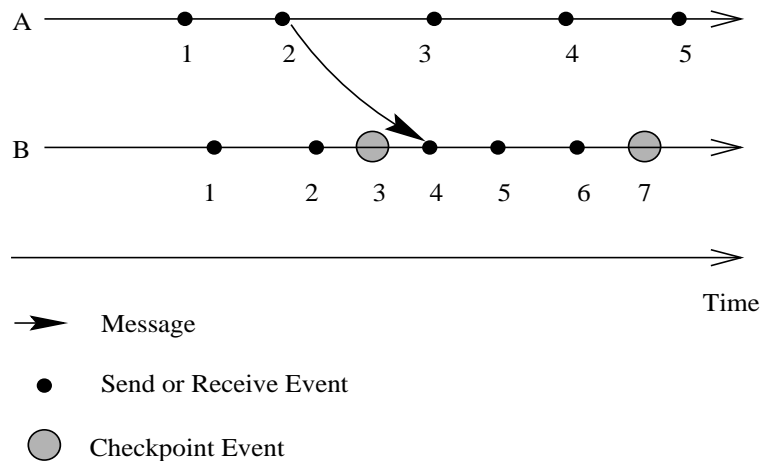 A
1 2 3 4 5
B
1 2 3 4 5 6 7
Time
Message
Send or Receive Event
Checkpoint Event